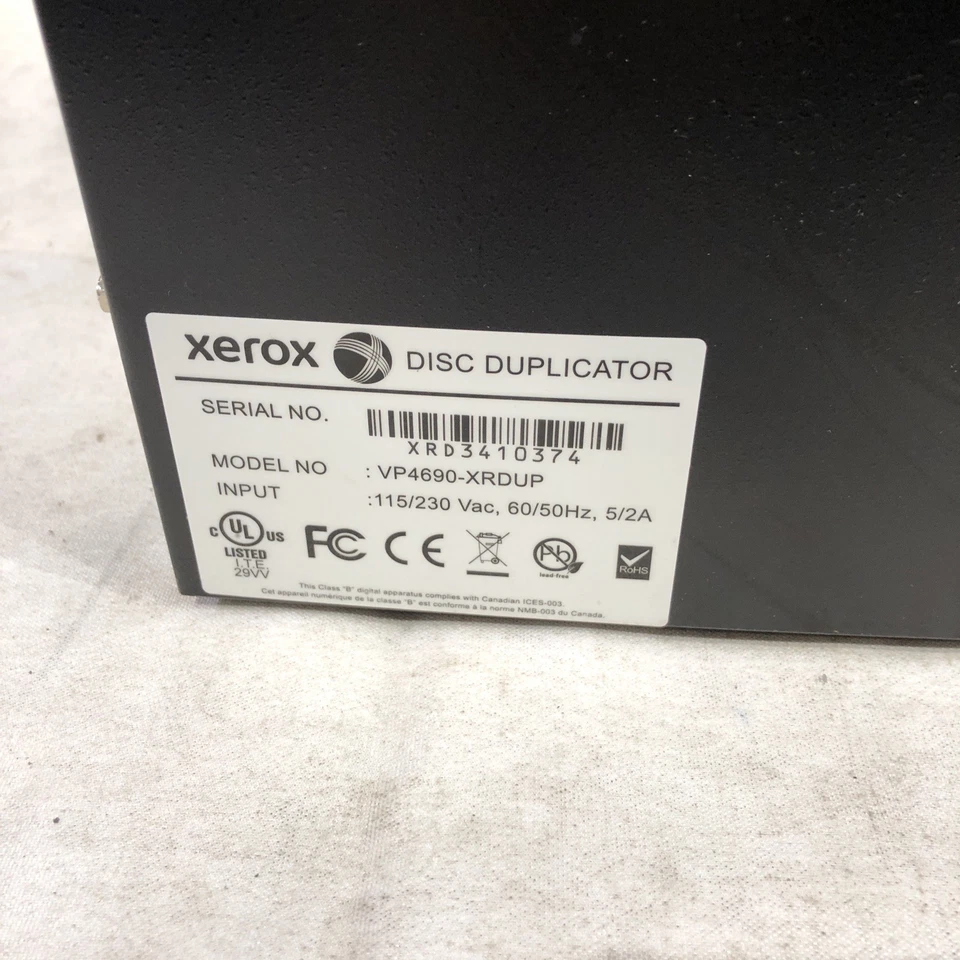 xerox DISC DUPLICATOR
SERIAL NO.
XRD3410374
MODEL NO : VP4690-XRDUP
INPUT :115/230 Vac, 60/50Hz, 5/2A
c UL US
LISTED
I.T.E.
29VV
FC CE Pb RoHS
lead-free
This Class "B" digital apparatus complies with Canadian ICES-003.
Cet appareil numérique de la classe "B" est conforme à la norme NMB-003 du Canada.